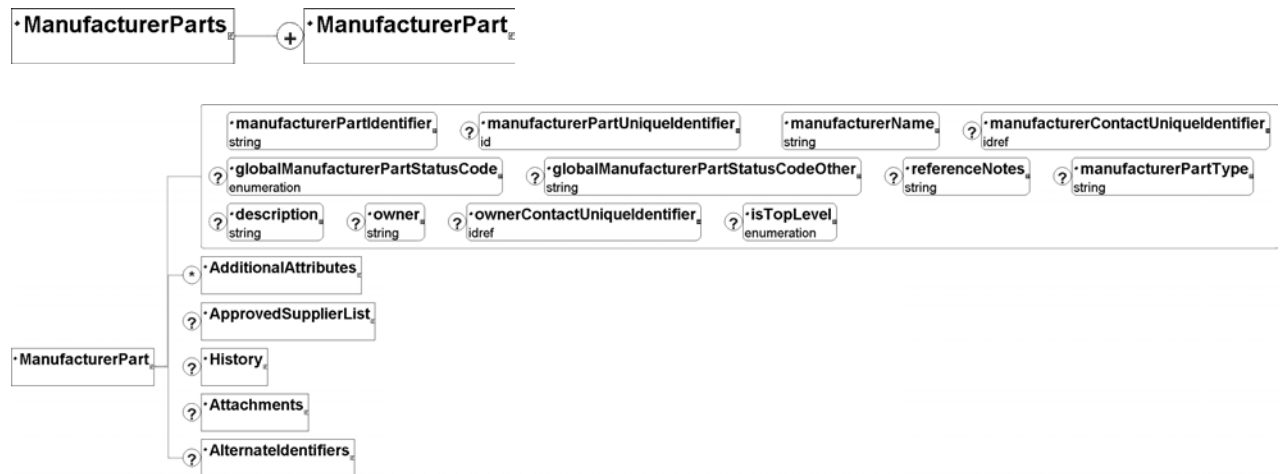 ManufacturerParts + ManufacturerPart
manufacturerPartIdentifier ? manufacturerPartUniqueIdentifier manufacturerName ? manufacturerContactUniqueIdentifier
string id string idref
? globalManufacturerPartStatusCode ? globalManufacturerPartStatusCodeOther ? referenceNotes ? manufacturerPartType
enumeration string string string
? description ? owner ? ownerContactUniqueIdentifier ? isTopLevel
string string idref enumeration
* AdditionalAttributes
? ApprovedSupplierList
ManufacturerPart ? History
? Attachments
? AlternateIdentifiers